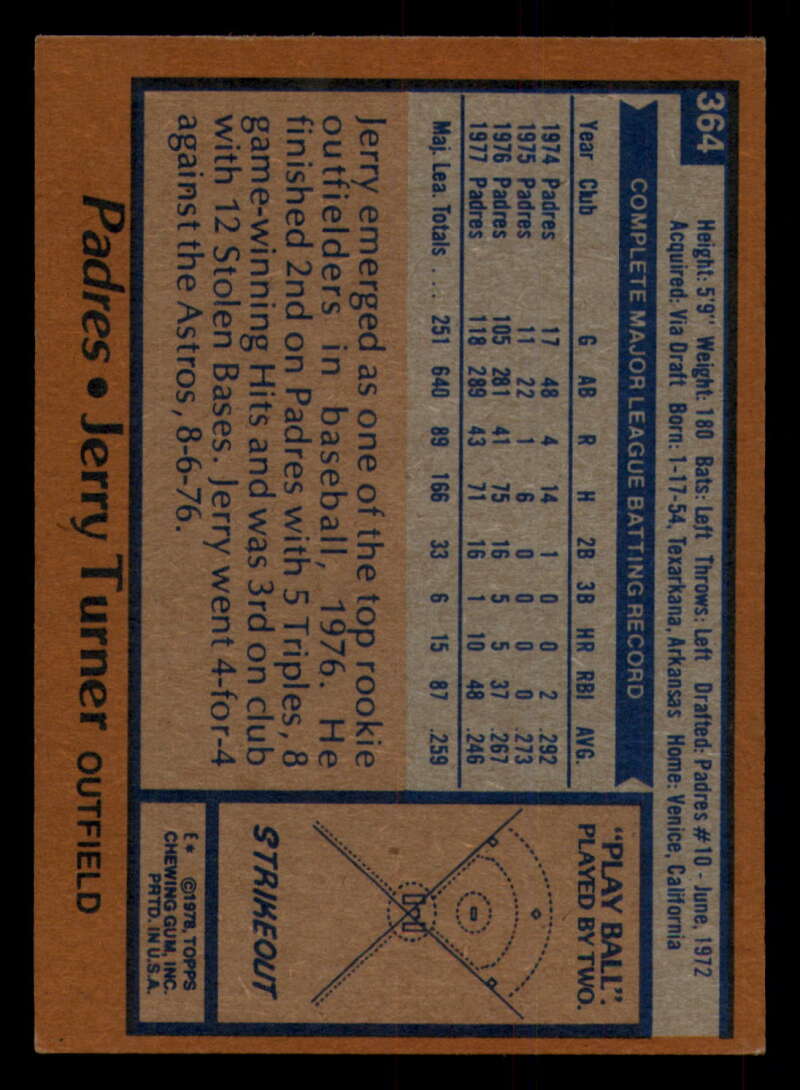 364
Height: 5'9" Weight: 180 Bats: Left Throws: Left Drafted: Padres #10 - June, 1972
Acquired: Via Draft Born: 1-17-54, Texarkana, Arkansas Home: Venice, California
COMPLETE MAJOR LEAGUE BATTING RECORD
Year Club G AB R H 2B 3B HR RBI AVG.
1974 Padres 17 48 4 14 1 0 0 2 .292
1975 Padres 11 22 1 6 0 0 0 0 .273
1976 Padres 105 281 41 75 16 5 5 37 .267
1977 Padres 118 289 43 71 16 1 10 48 .246
Maj. Lea. Totals ... 251 640 89 166 33 6 15 87 .259
Jerry emerged as one of the top rookie
outfielders in baseball, 1976. He
finished 2nd on Padres with 5 Triples, 8
game-winning Hits and was 3rd on club
with 12 Stolen Bases. Jerry went 4-for-4
against the Astros, 8-6-76.
"PLAY BALL"
PLAYED BY TWO.
STRIKEOUT
©1978, TOPPS
CHEWING GUM, INC.
PRTD. IN U.S.A.
Padres • Jerry Turner OUTFIELD